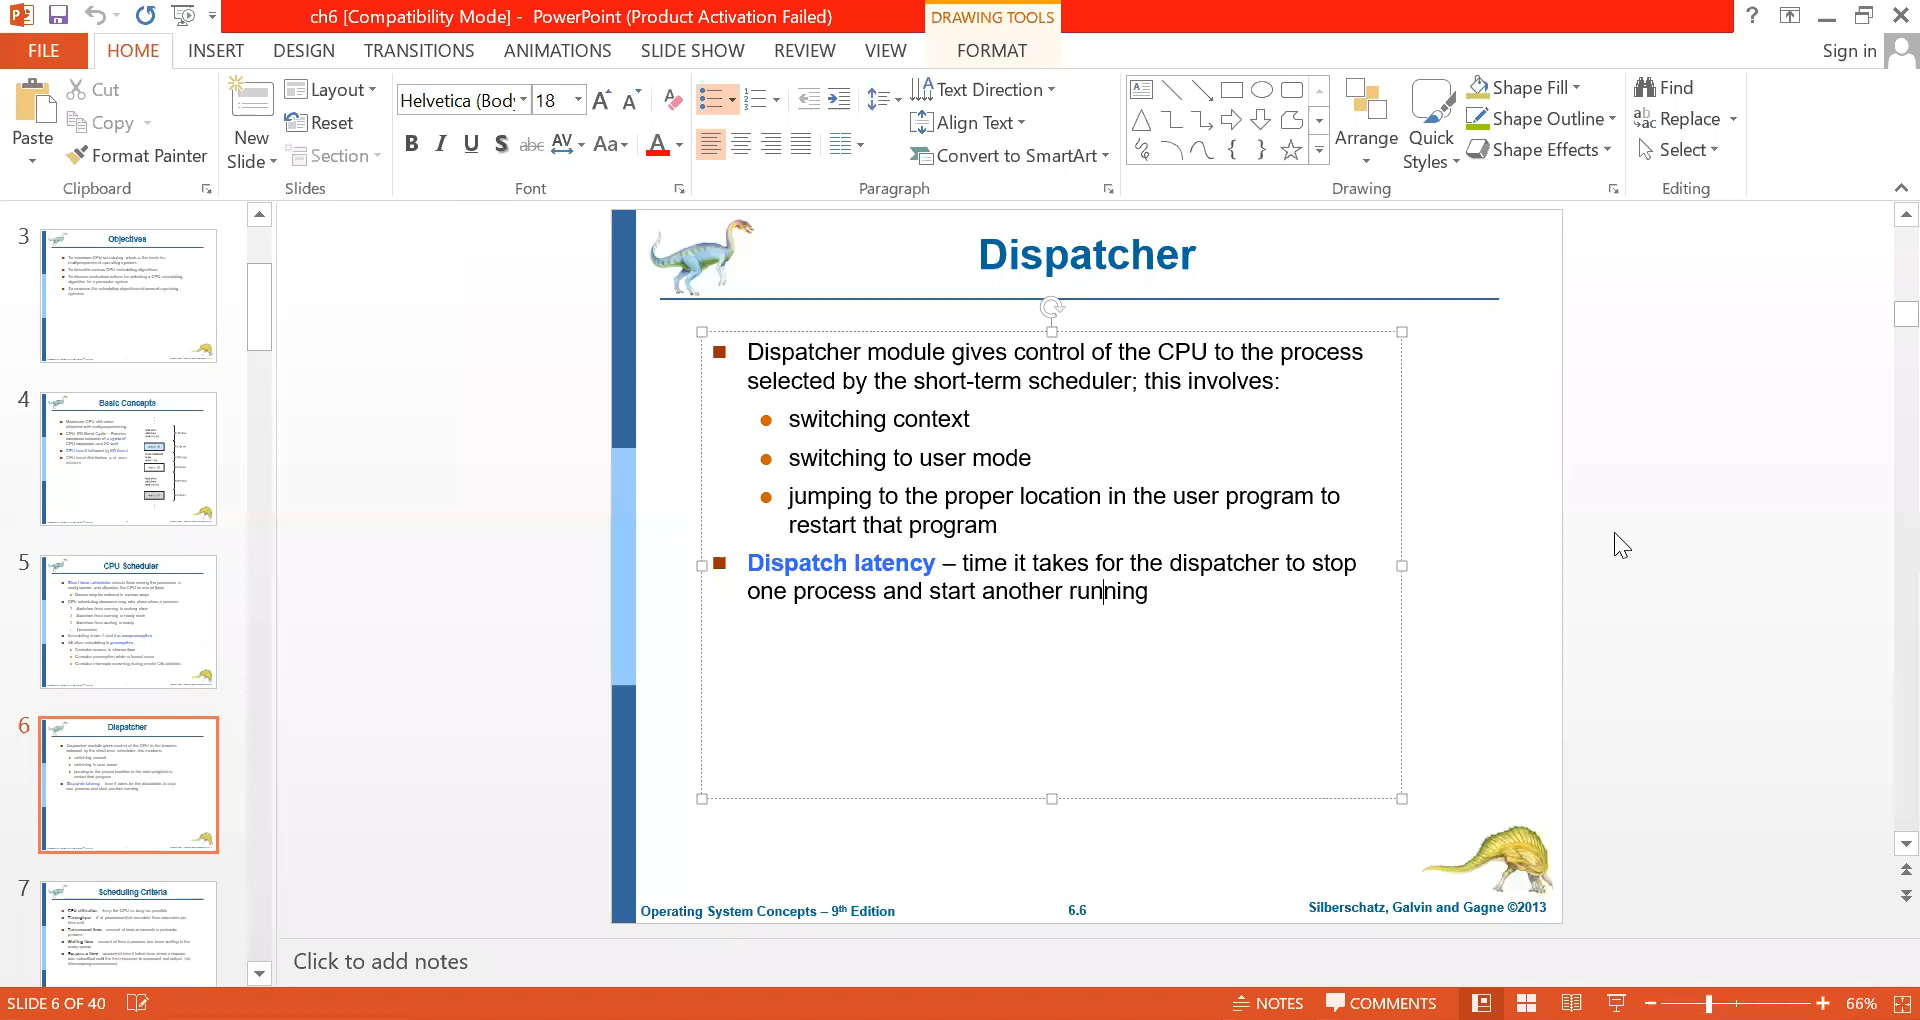 ch6 [Compatibility Mode] - PowerPoint (Product Activation Failed)
DRAWING TOOLS
?
FILE HOME INSERT DESIGN TRANSITIONS ANIMATIONS SLIDE SHOW REVIEW VIEW FORMAT
Sign in
Paste
Cut
Copy
Format Painter
Clipboard
New
Slide
Layout
Reset
Section
Slides
Helvetica (Body 18
B I U S abc AV Aa A
Font
Text Direction
Align Text
Convert to SmartArt
Paragraph
Arrange
Quick
Styles
Shape Fill
Shape Outline
Shape Effects
Drawing
Find
Replace
Select
Editing
3
Objectives
4
Basic Concepts
5
CPU Scheduler
6
Dispatcher
7
Scheduling Criteria
Dispatcher
Dispatcher module gives control of the CPU to the process
selected by the short-term scheduler; this involves:
switching context
switching to user mode
jumping to the proper location in the user program to
restart that program
Dispatch latency – time it takes for the dispatcher to stop
one process and start another running
Operating System Concepts – 9th Edition
6.6
Silberschatz, Galvin and Gagne ©2013
Click to add notes
SLIDE 6 OF 40
NOTES
COMMENTS
66%